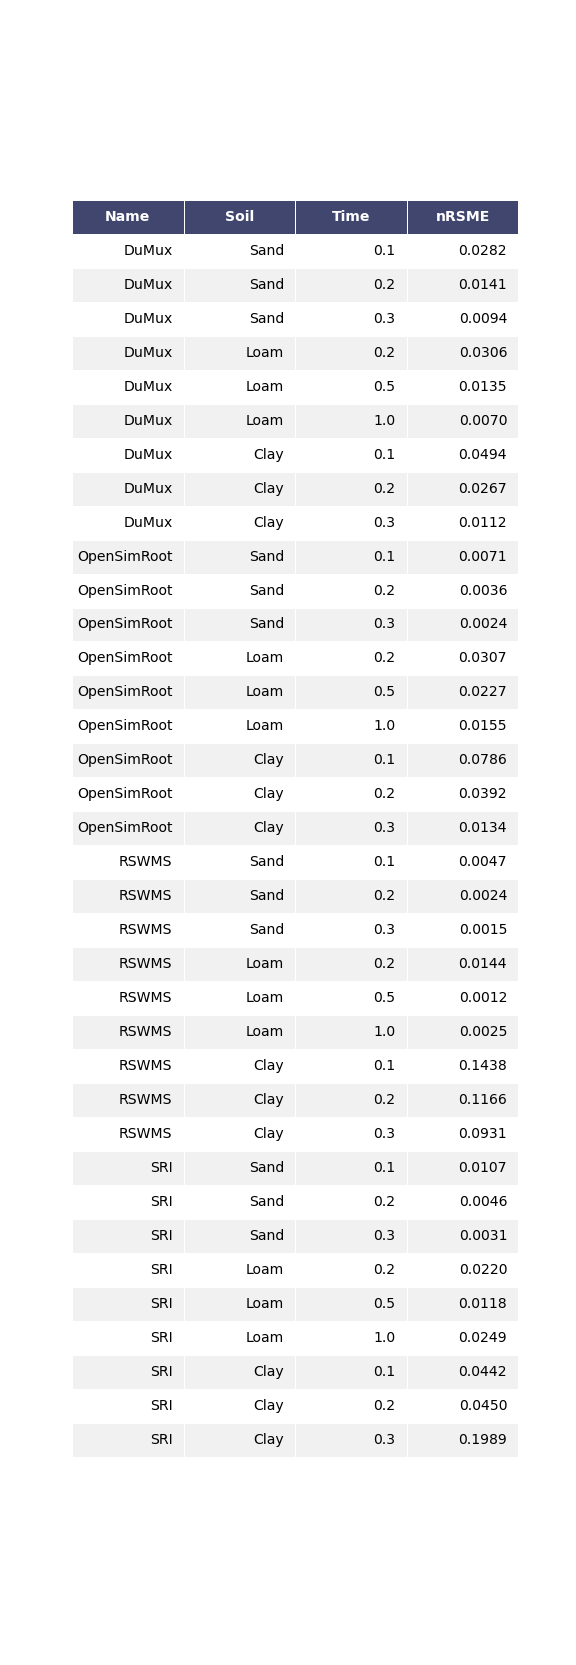 Name Soil Time nRSME
DuMux Sand 0.1 0.0282
DuMux Sand 0.2 0.0141
DuMux Sand 0.3 0.0094
DuMux Loam 0.2 0.0306
DuMux Loam 0.5 0.0135
DuMux Loam 1.0 0.0070
DuMux Clay 0.1 0.0494
DuMux Clay 0.2 0.0267
DuMux Clay 0.3 0.0112
OpenSimRoot Sand 0.1 0.0071
OpenSimRoot Sand 0.2 0.0036
OpenSimRoot Sand 0.3 0.0024
OpenSimRoot Loam 0.2 0.0307
OpenSimRoot Loam 0.5 0.0227
OpenSimRoot Loam 1.0 0.0155
OpenSimRoot Clay 0.1 0.0786
OpenSimRoot Clay 0.2 0.0392
OpenSimRoot Clay 0.3 0.0134
RSWMS Sand 0.1 0.0047
RSWMS Sand 0.2 0.0024
RSWMS Sand 0.3 0.0015
RSWMS Loam 0.2 0.0144
RSWMS Loam 0.5 0.0012
RSWMS Loam 1.0 0.0025
RSWMS Clay 0.1 0.1438
RSWMS Clay 0.2 0.1166
RSWMS Clay 0.3 0.0931
SRI Sand 0.1 0.0107
SRI Sand 0.2 0.0046
SRI Sand 0.3 0.0031
SRI Loam 0.2 0.0220
SRI Loam 0.5 0.0118
SRI Loam 1.0 0.0249
SRI Clay 0.1 0.0442
SRI Clay 0.2 0.0450
SRI Clay 0.3 0.1989